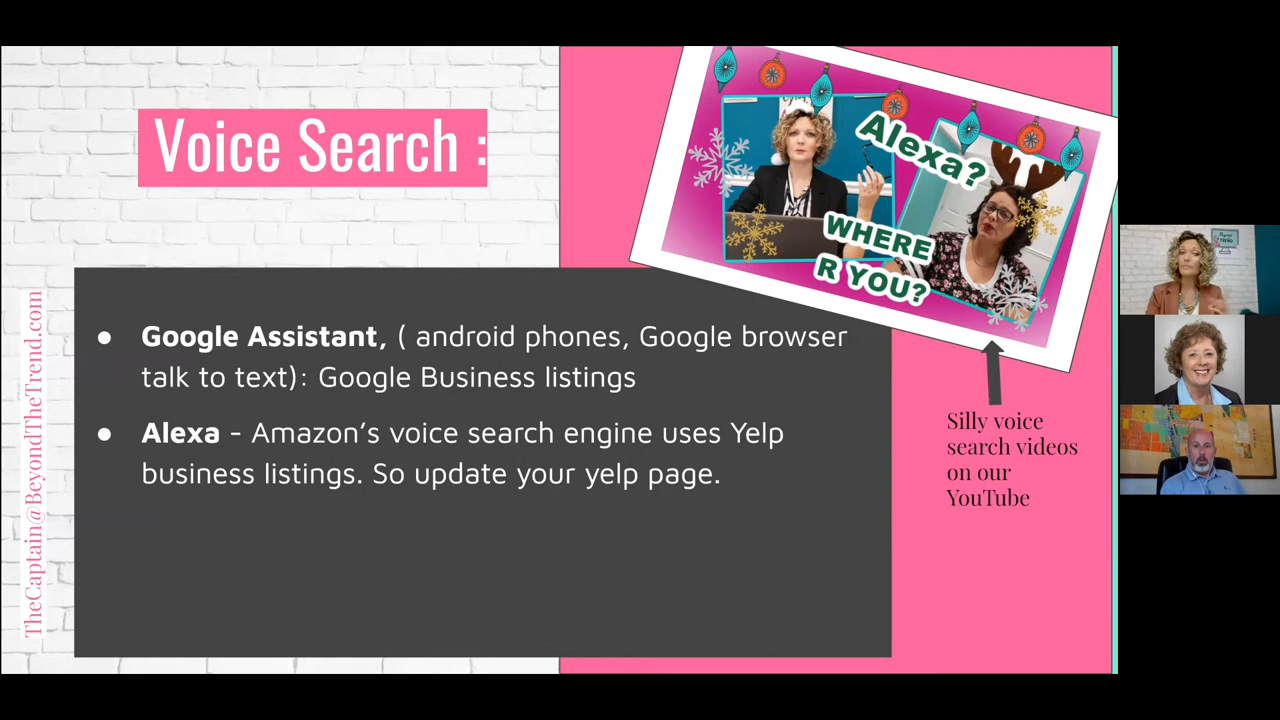 Voice Search :
Alexa?
WHERE
R YOU?
● Google Assistant, ( android phones, Google browser
talk to text): Google Business listings
● Alexa - Amazon’s voice search engine uses Yelp
business listings. So update your yelp page.
Silly voice
search videos
on our
YouTube
TheCaptain@BeyondTheTrend.com